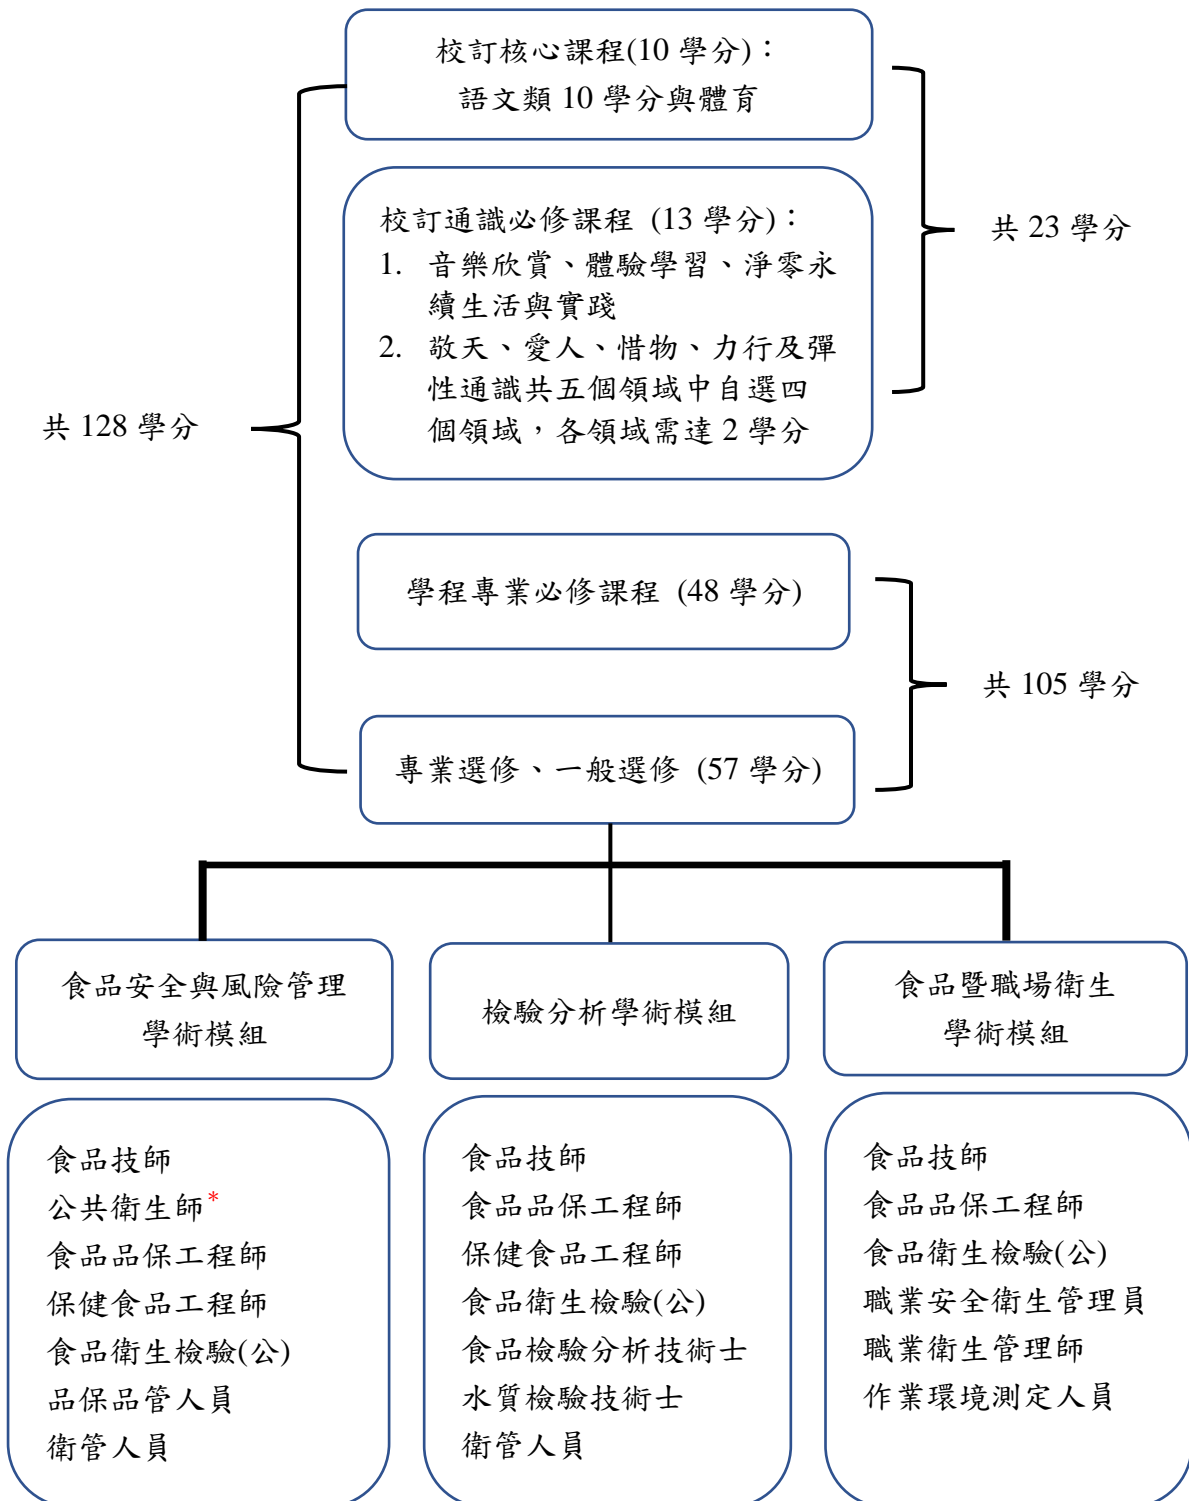 校訂核心課程(10 學分)：
語文類 10 學分與體育
校訂通識必修課程 (13 學分)：
1. 音樂欣賞、體驗學習、淨零永
續生活與實踐
2. 敬天、愛人、惜物、力行及彈
性通識共五個領域中自選四
個領域，各領域需達 2 學分
共 23 學分
共 128 學分
學程專業必修課程 (48 學分)
共 105 學分
專業選修、一般選修 (57 學分)
食品安全與風險管理
學術模組
檢驗分析學術模組
食品暨職場衛生
學術模組
食品技師
公共衛生師*
食品品保工程師
保健食品工程師
食品衛生檢驗(公)
品保品管人員
衛管人員
食品技師
食品品保工程師
保健食品工程師
食品衛生檢驗(公)
食品檢驗分析技術士
水質檢驗技術士
衛管人員
食品技師
食品品保工程師
食品衛生檢驗(公)
職業安全衛生管理員
職業衛生管理師
作業環境測定人員